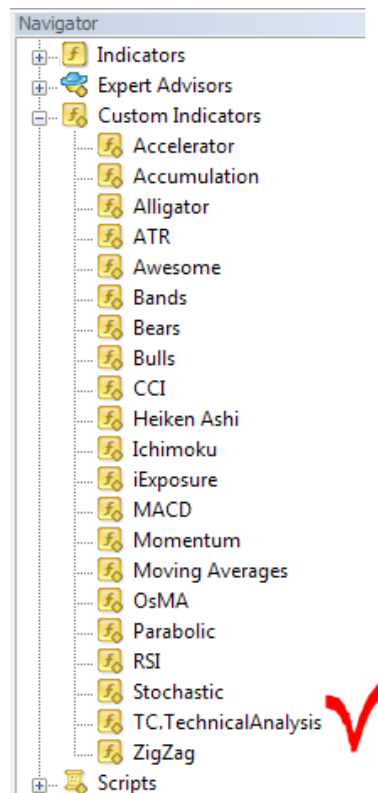 Navigator
Indicators
Expert Advisors
Custom Indicators
Accelerator
Accumulation
Alligator
ATR
Awesome
Bands
Bears
Bulls
CCI
Heiken Ashi
Ichimoku
iExposure
MACD
Momentum
Moving Averages
OsMA
Parabolic
RSI
Stochastic
TC.TechnicalAnalysis
ZigZag
Scripts